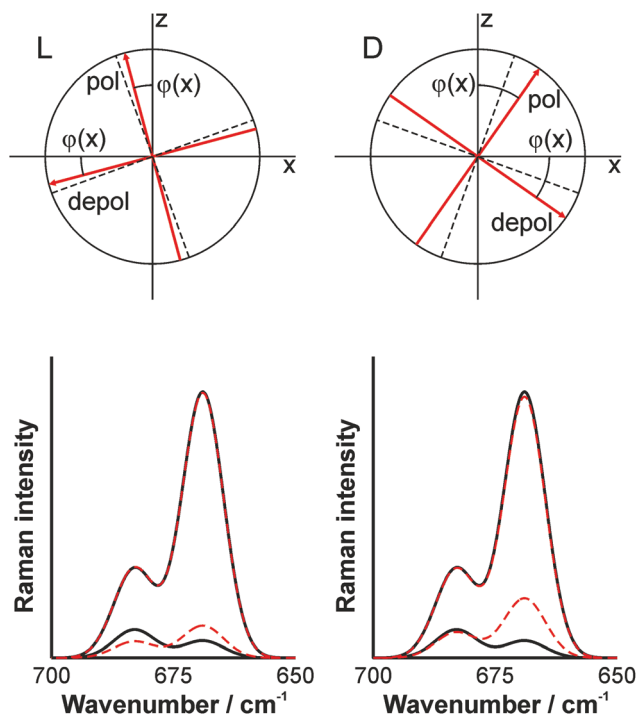 L
z
pol
φ(x)
φ(x)
x
depol
D
z
φ(x)
pol
φ(x)
x
depol
Raman intensity
700
675
650
Wavenumber / cm⁻¹
Raman intensity
700
675
650
Wavenumber / cm⁻¹